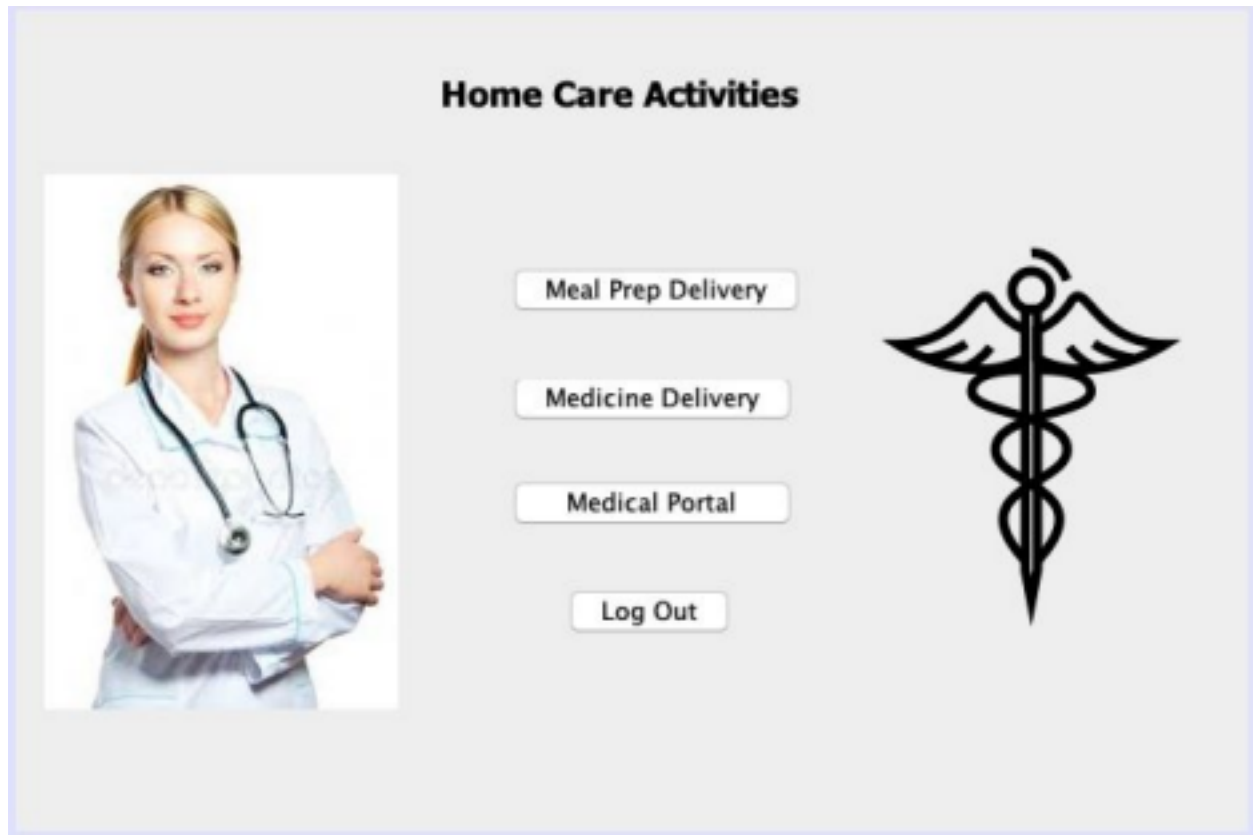 Home Care Activities
Meal Prep Delivery
Medicine Delivery
Medical Portal
Log Out